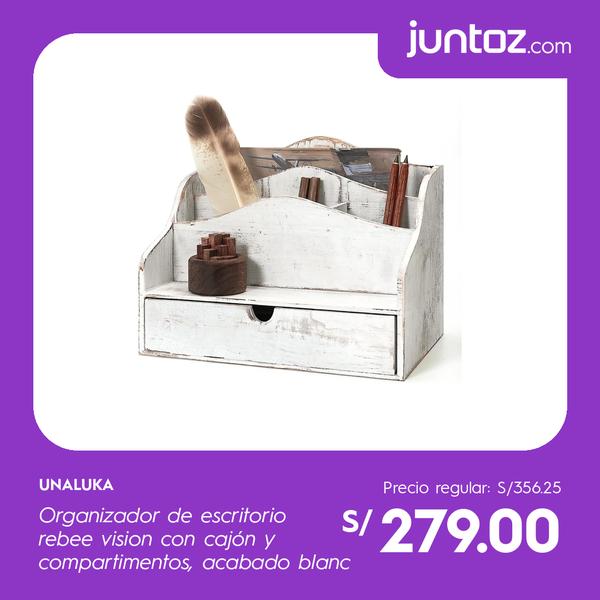 juntoz.com
UNALUKA
Organizador de escritorio
rebee vision con cajón y
compartimentos, acabado blanc
Precio regular: S/356.25
S/ 279.00